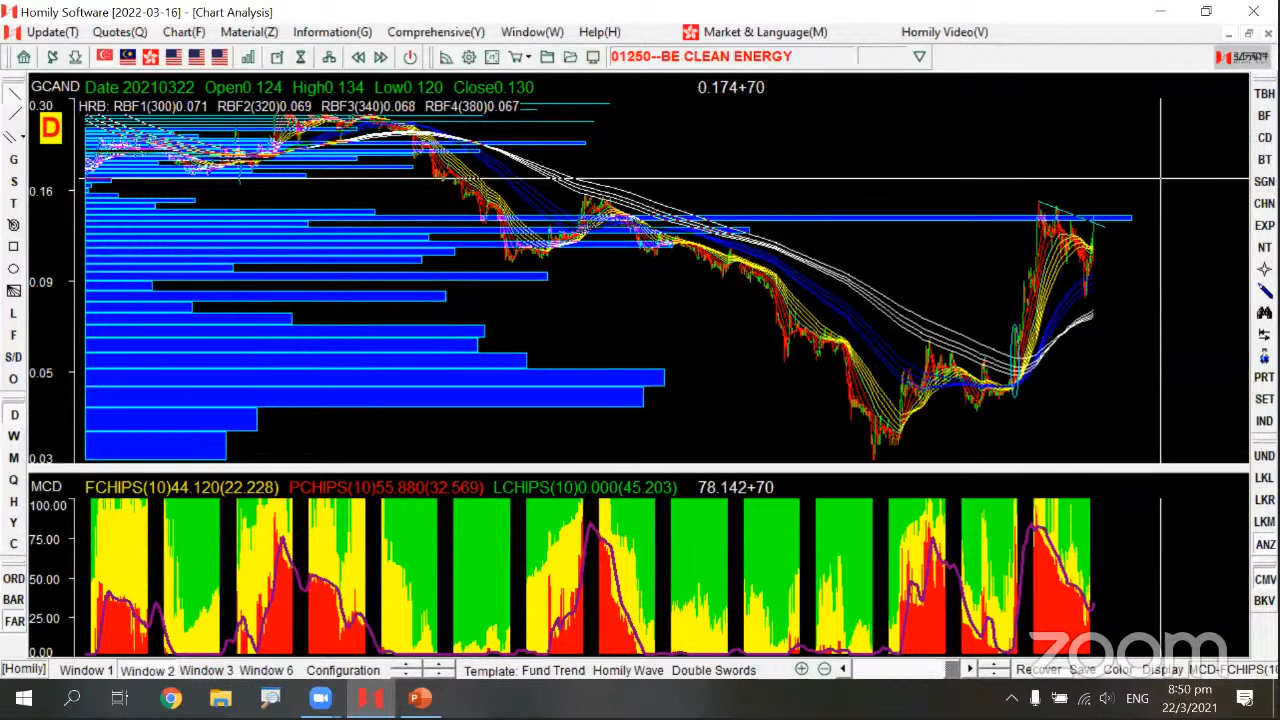 Homily Software [2022-03-16] - [Chart Analysis]
Update(T) Quotes(Q) Chart(F) Material(Z) Information(G) Comprehensive(Y) Window(W) Help(H) Market & Language(M) Homily Video(V)
01250--BE CLEAN ENERGY
GCAND Date 20210322 Open0.124 High0.134 Low0.120 Close0.130 0.174+70
0.30 HRB: RBF1(300)0.071 RBF2(320)0.069 RBF3(340)0.068 RBF4(380)0.067
D
0.16
0.09
0.05
0.03
MCD FCHIPS(10)44.120(22.228) PCHIPS(10)55.880(32.569) LCHIPS(10)0.000(45.203) 78.142+70
100.00
75.00
50.00
25.00
0.00
G
S
T
L
F
S/D
O
D
W
M
Q
H
Y
C
ORD
BAR
FAR
TBH
BF
CD
BT
SGN
CHN
EXP
NT
PRT
SET
IND
UND
LKL
LKR
LKM
ANZ
CMV
BKV
zoom
[Homily] Window 1 Window 2 Window 3 Window 6 Configuration Template: Fund Trend Homily Wave Double Swords Recover Save Color Display MCD-FCHIPS(10
ENG 8:50 pm
22/3/2021